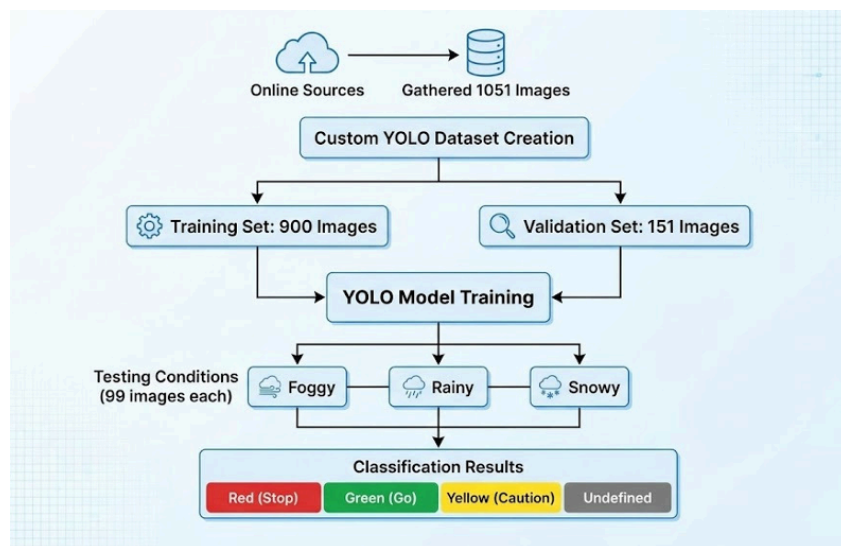 Online Sources
Gathered 1051 Images
Custom YOLO Dataset Creation
Training Set: 900 Images
Validation Set: 151 Images
YOLO Model Training
Testing Conditions
(99 images each)
Foggy
Rainy
Snowy
Classification Results
Red (Stop)
Green (Go)
Yellow (Caution)
Undefined